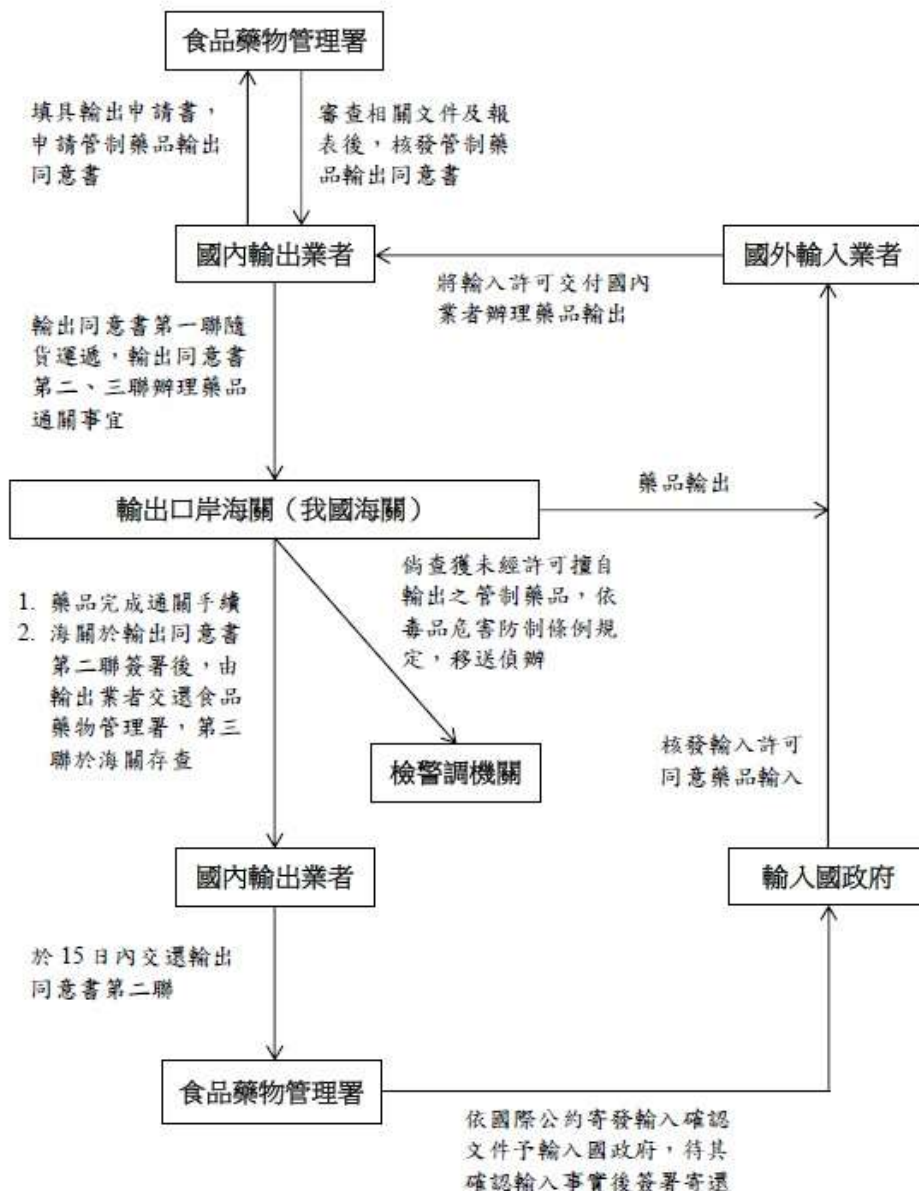 食品藥物管理署
填具輸出申請書，
申請管制藥品輸出
同意書
審查相關文件及報
表後，核發管制藥
品輸出同意書
國內輸出業者
國外輸入業者
將輸入許可交付國內
業者辦理藥品輸出
輸出同意書第一聯隨
貨運遞，輸出同意書
第二、三聯辦理藥品
通關事宜
輸出口岸海關（我國海關）
藥品輸出
倘查獲未經許可擅自
輸出之管制藥品，依
毒品危害防制條例規
定，移送偵辦
1. 藥品完成通關手續
2. 海關於輸出同意書
第二聯簽署後，由
輸出業者交還食品
藥物管理署，第三
聯於海關存查
檢警調機關
核發輸入許可
同意藥品輸入
國內輸出業者
輸入國政府
於 15 日內交還輸出
同意書第二聯
食品藥物管理署
依國際公約寄發輸入確認
文件予輸入國政府，待其
確認輸入事實後簽署寄還